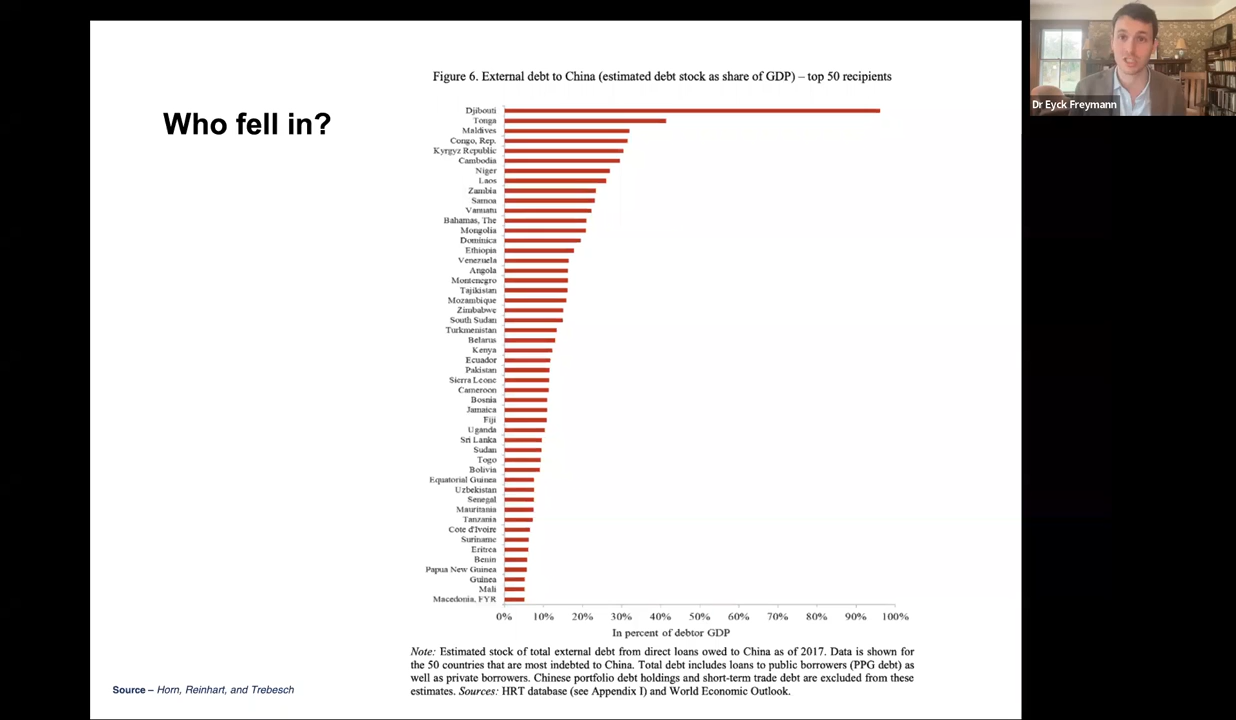 Who fell in?
Figure 6. External debt to China (estimated debt stock as share of GDP) – top 50 recipients
Djibouti
Tonga
Maldives
Congo, Rep.
Kyrgyz Republic
Cambodia
Niger
Laos
Zambia
Samoa
Vanuatu
Bahamas, The
Mongolia
Dominica
Ethiopia
Venezuela
Angola
Montenegro
Tajikistan
Mozambique
Zimbabwe
South Sudan
Turkmenistan
Belarus
Kenya
Ecuador
Pakistan
Sierra Leone
Cameroon
Bosnia
Jamaica
Fiji
Uganda
Sri Lanka
Sudan
Togo
Bolivia
Equatorial Guinea
Uzbekistan
Senegal
Mauritania
Tanzania
Cote d'Ivoire
Suriname
Eritrea
Benin
Papua New Guinea
Guinea
Mali
Macedonia, FYR
0% 10% 20% 30% 40% 50% 60% 70% 80% 90% 100%
In percent of debtor GDP
Note: Estimated stock of total external debt from direct loans owed to China as of 2017. Data is shown for
the 50 countries that are most indebted to China. Total debt includes loans to public borrowers (PPG debt) as
well as private borrowers. Chinese portfolio debt holdings and short-term trade debt are excluded from these
estimates. Sources: HRT database (see Appendix I) and World Economic Outlook.
Source – Horn, Reinhart, and Trebesch
Dr Eyck Freymann